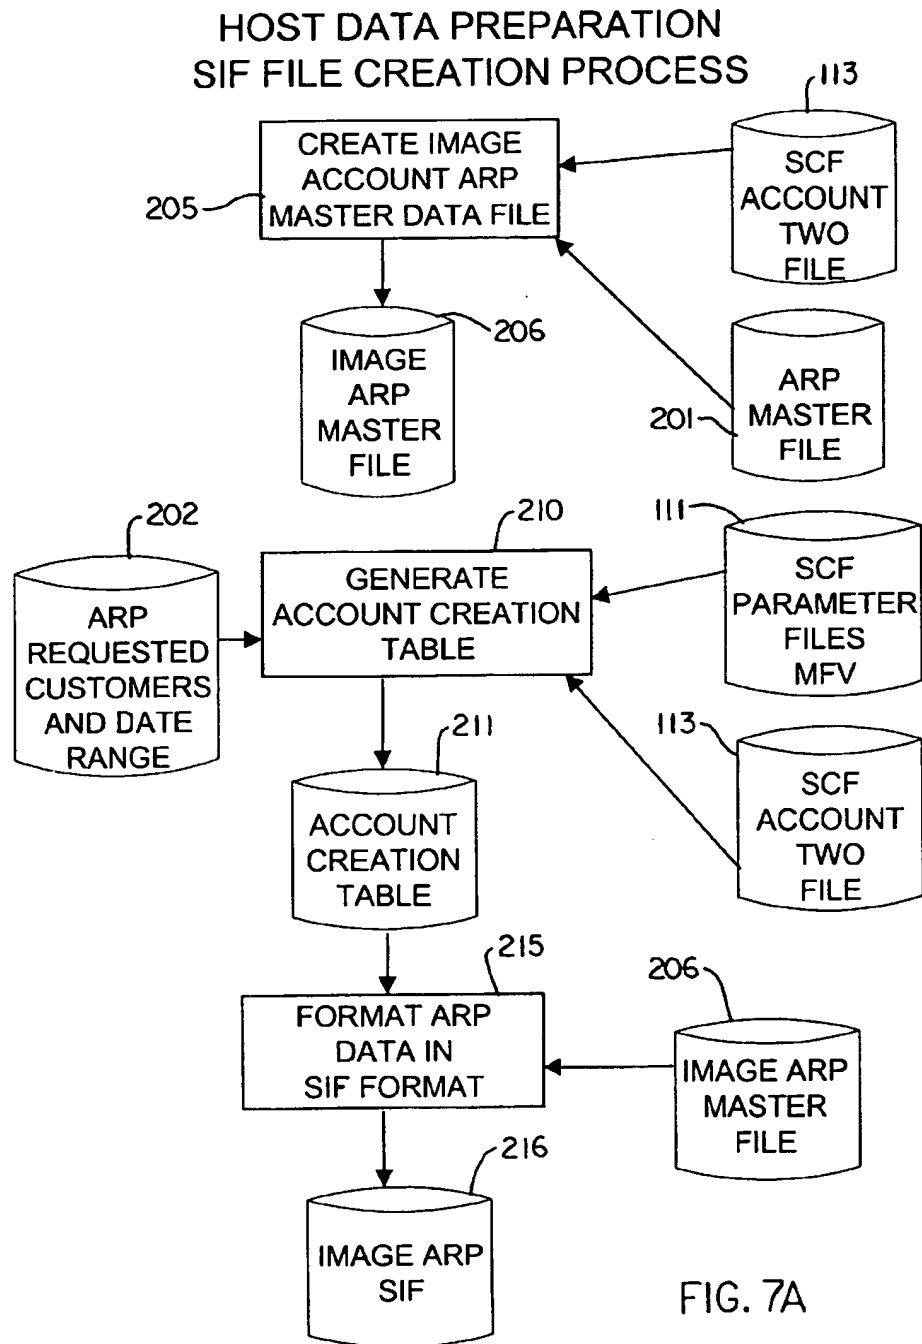 HOST DATA PREPARATION
SIF FILE CREATION PROCESS
113
CREATE IMAGE
ACCOUNT ARP
MASTER DATA FILE
205
SCF
ACCOUNT
TWO
FILE
206
IMAGE
ARP
MASTER
FILE
ARP
MASTER
FILE
201
202
210
111
ARP
REQUESTED
CUSTOMERS
AND DATE
RANGE
GENERATE
ACCOUNT CREATION
TABLE
SCF
PARAMETER
FILES
MFV
211
113
ACCOUNT
CREATION
TABLE
SCF
ACCOUNT
TWO
FILE
215
206
FORMAT ARP
DATA IN
SIF FORMAT
IMAGE ARP
MASTER
FILE
216
IMAGE ARP
SIF
FIG. 7A